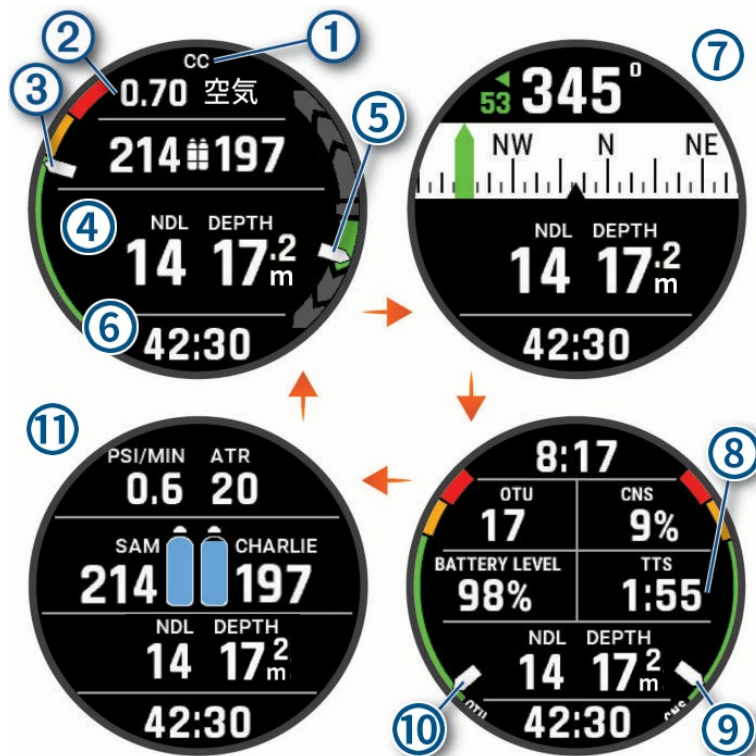 ①
②
③
CC
0.70 空気
214 197
④
⑤
NDL DEPTH
14 17.2 m
⑥
42:30
⑦
53 345°
NW N NE
NDL DEPTH
14 17.2 m
42:30
⑪
PSI/MIN ATR
0.6 20
SAM CHARLIE
214 197
NDL DEPTH
14 17.2 m
42:30
8:17
⑧
OTU CNS
17 9%
BATTERY LEVEL TTS
98% 1:55
NDL DEPTH
14 17.2 m
OTU 42:30 CNS
⑩
⑨